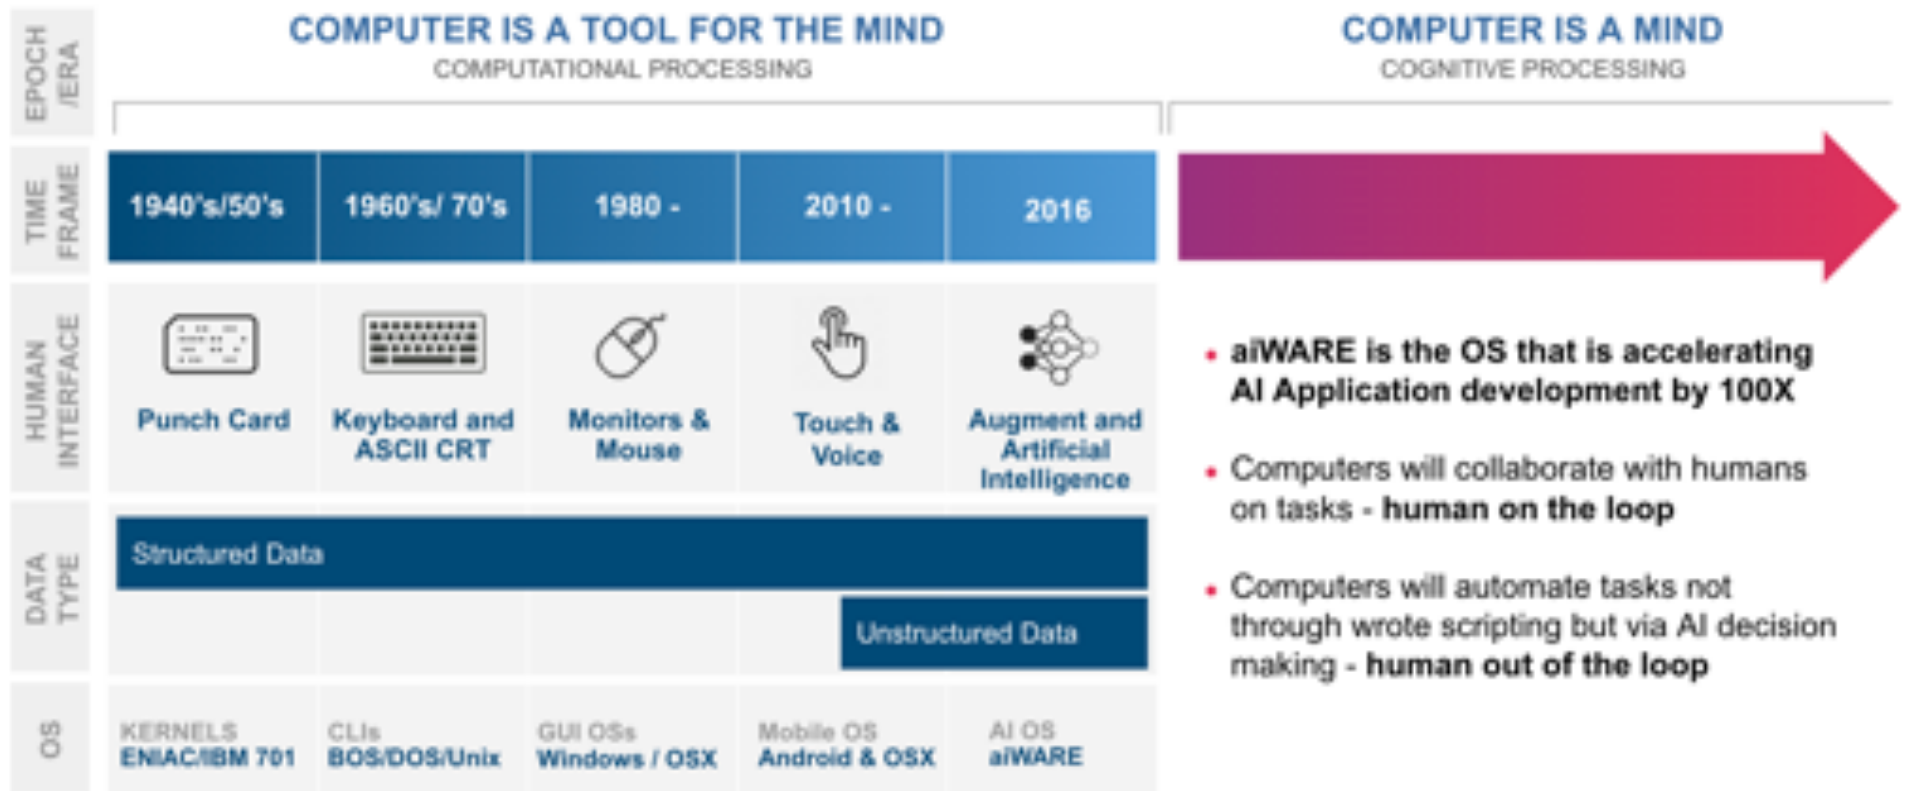 EPOCH
/ERA
COMPUTER IS A TOOL FOR THE MIND
COMPUTATIONAL PROCESSING
COMPUTER IS A MIND
COGNITIVE PROCESSING
TIME
FRAME
1940's/50's
1960's/ 70's
1980 -
2010 -
2016
HUMAN
INTERFACE
Punch Card
Keyboard and
ASCII CRT
Monitors &
Mouse
Touch &
Voice
Augment and
Artificial
Intelligence
DATA
TYPE
Structured Data
Unstructured Data
OS
KERNELS
ENIAC/IBM 701
CLIs
BOS/DOS/Unix
GUI OSs
Windows / OSX
Mobile OS
Android & OSX
AI OS
aiWARE
• aiWARE is the OS that is accelerating
AI Application development by 100X
• Computers will collaborate with humans
on tasks - human on the loop
• Computers will automate tasks not
through wrote scripting but via AI decision
making - human out of the loop